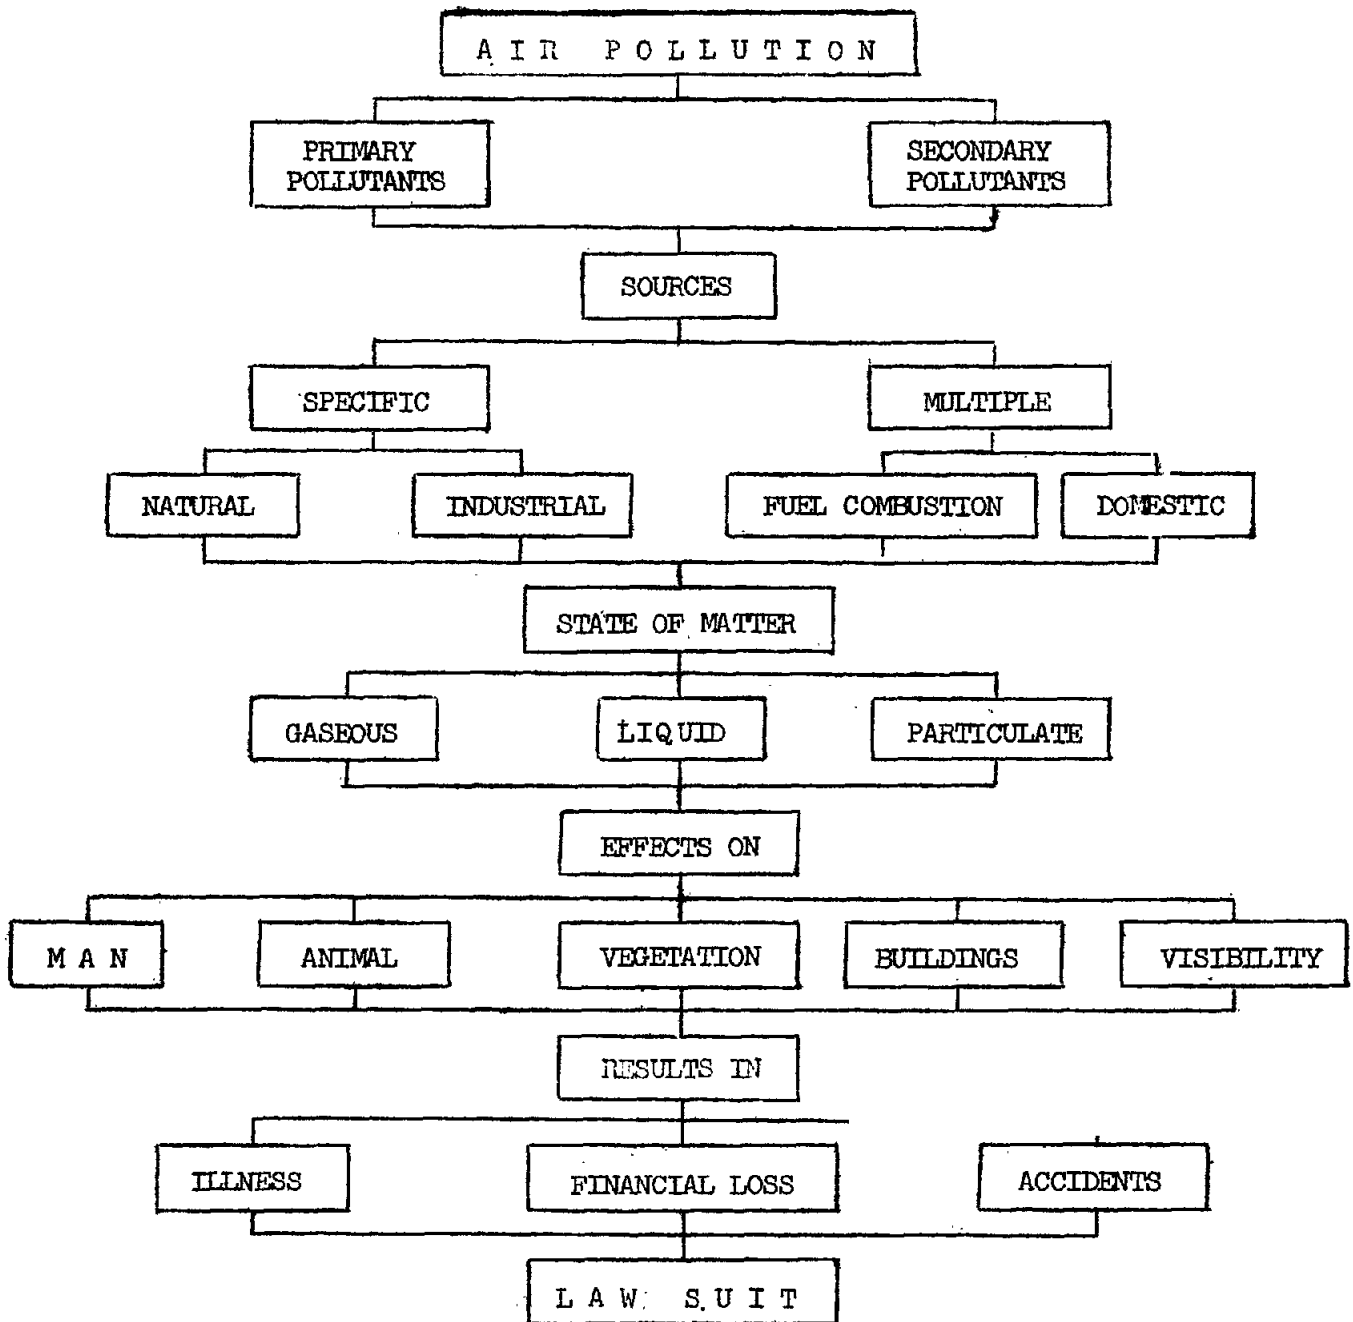 AIR POLLUTION
PRIMARY
POLLUTANTS
SECONDARY
POLLUTANTS
SOURCES
SPECIFIC
MULTIPLE
NATURAL
INDUSTRIAL
FUEL COMBUSTION
DOMESTIC
STATE OF MATTER
GASEOUS
LIQUID
PARTICULATE
EFFECTS ON
MAN
ANIMAL
VEGETATION
BUILDINGS
VISIBILITY
RESULTS IN
ILLNESS
FINANCIAL LOSS
ACCIDENTS
LAW SUIT